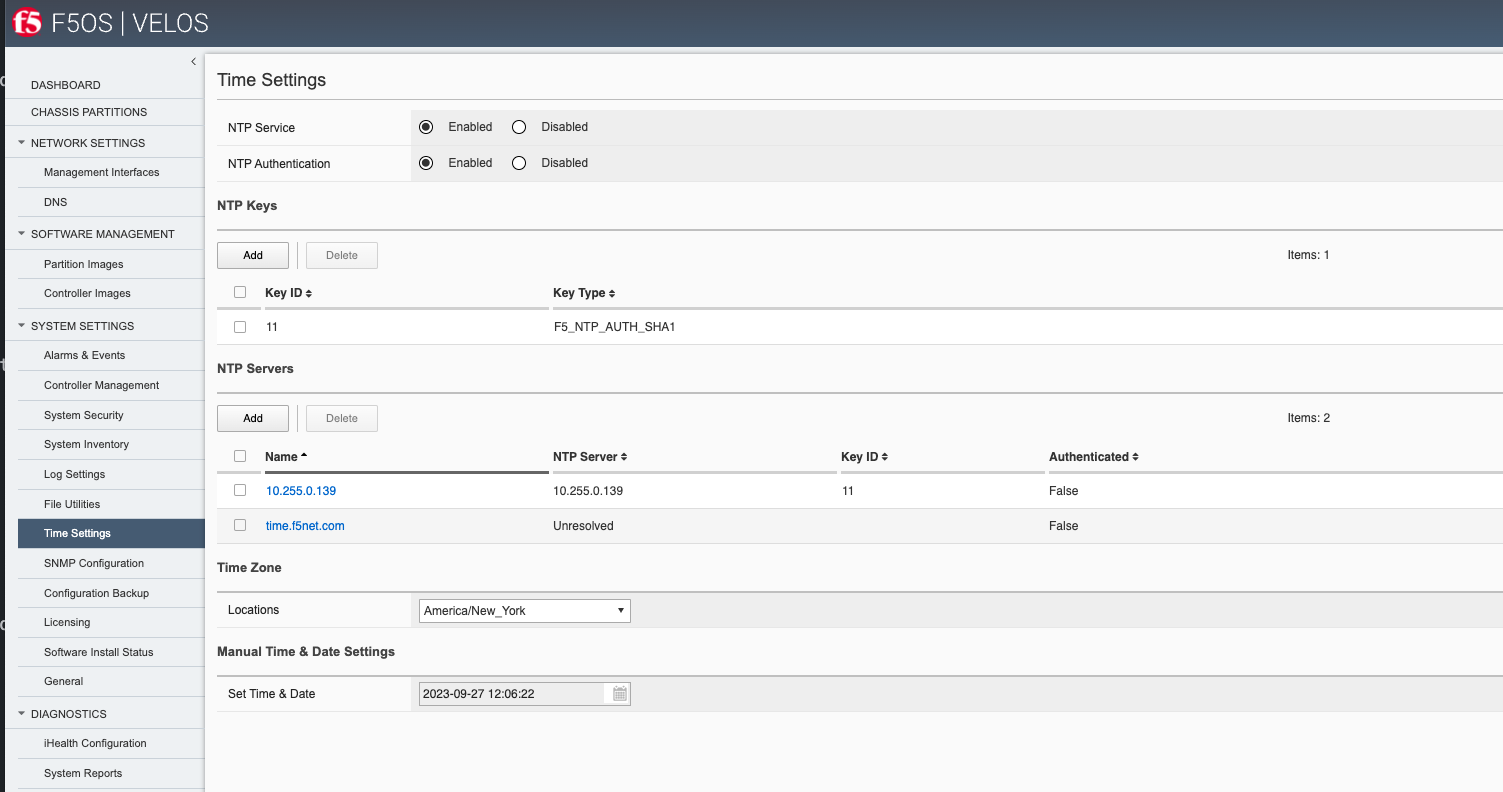 f5 F5OS | VELOS
DASHBOARD
CHASSIS PARTITIONS
NETWORK SETTINGS
Management Interfaces
DNS
SOFTWARE MANAGEMENT
Partition Images
Controller Images
SYSTEM SETTINGS
Alarms & Events
Controller Management
System Security
System Inventory
Log Settings
File Utilities
Time Settings
SNMP Configuration
Configuration Backup
Licensing
Software Install Status
General
DIAGNOSTICS
iHealth Configuration
System Reports
Time Settings
NTP Service Enabled Disabled
NTP Authentication Enabled Disabled
NTP Keys
Add Delete Items: 1
Key ID Key Type
11 F5_NTP_AUTH_SHA1
NTP Servers
Add Delete Items: 2
Name NTP Server Key ID Authenticated
10.255.0.139 10.255.0.139 11 False
time.f5net.com Unresolved False
Time Zone
Locations America/New_York
Manual Time & Date Settings
Set Time & Date 2023-09-27 12:06:22